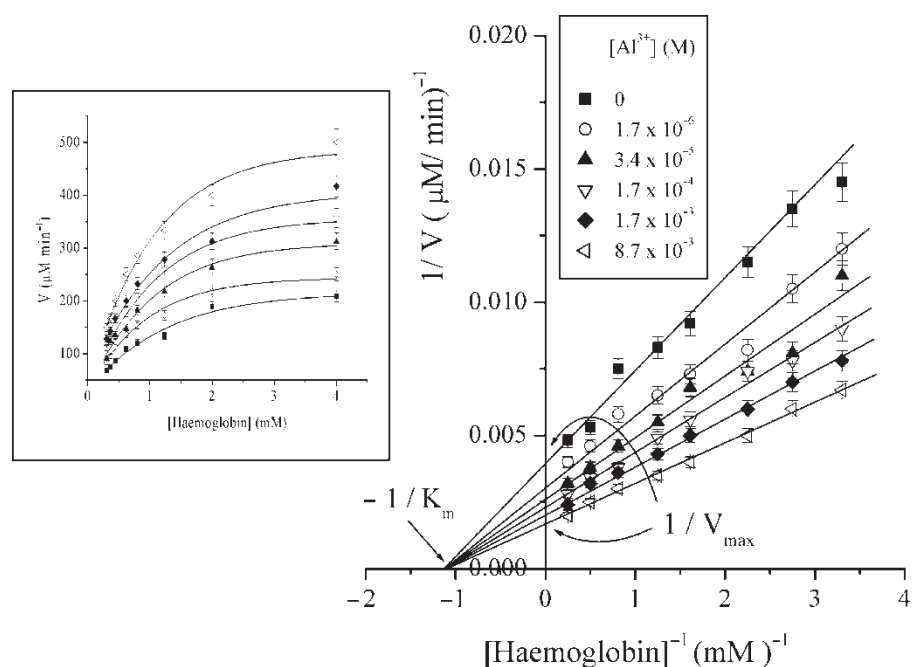 500
400
300
200
100
V (μM min⁻¹)
0
1
2
3
4
[Haemoglobin] (mM)
0.020
0.015
0.010
0.005
0.000
1/ V ( μM/ min)⁻¹
[Al³⁺] (M)
0
1.7 x 10⁻⁶
3.4 x 10⁻⁵
1.7 x 10⁻⁴
1.7 x 10⁻³
8.7 x 10⁻³
− 1 / Kₘ
1 / Vₘₐₓ
−2
−1
0
1
2
3
4
[Haemoglobin]⁻¹ (mM )⁻¹